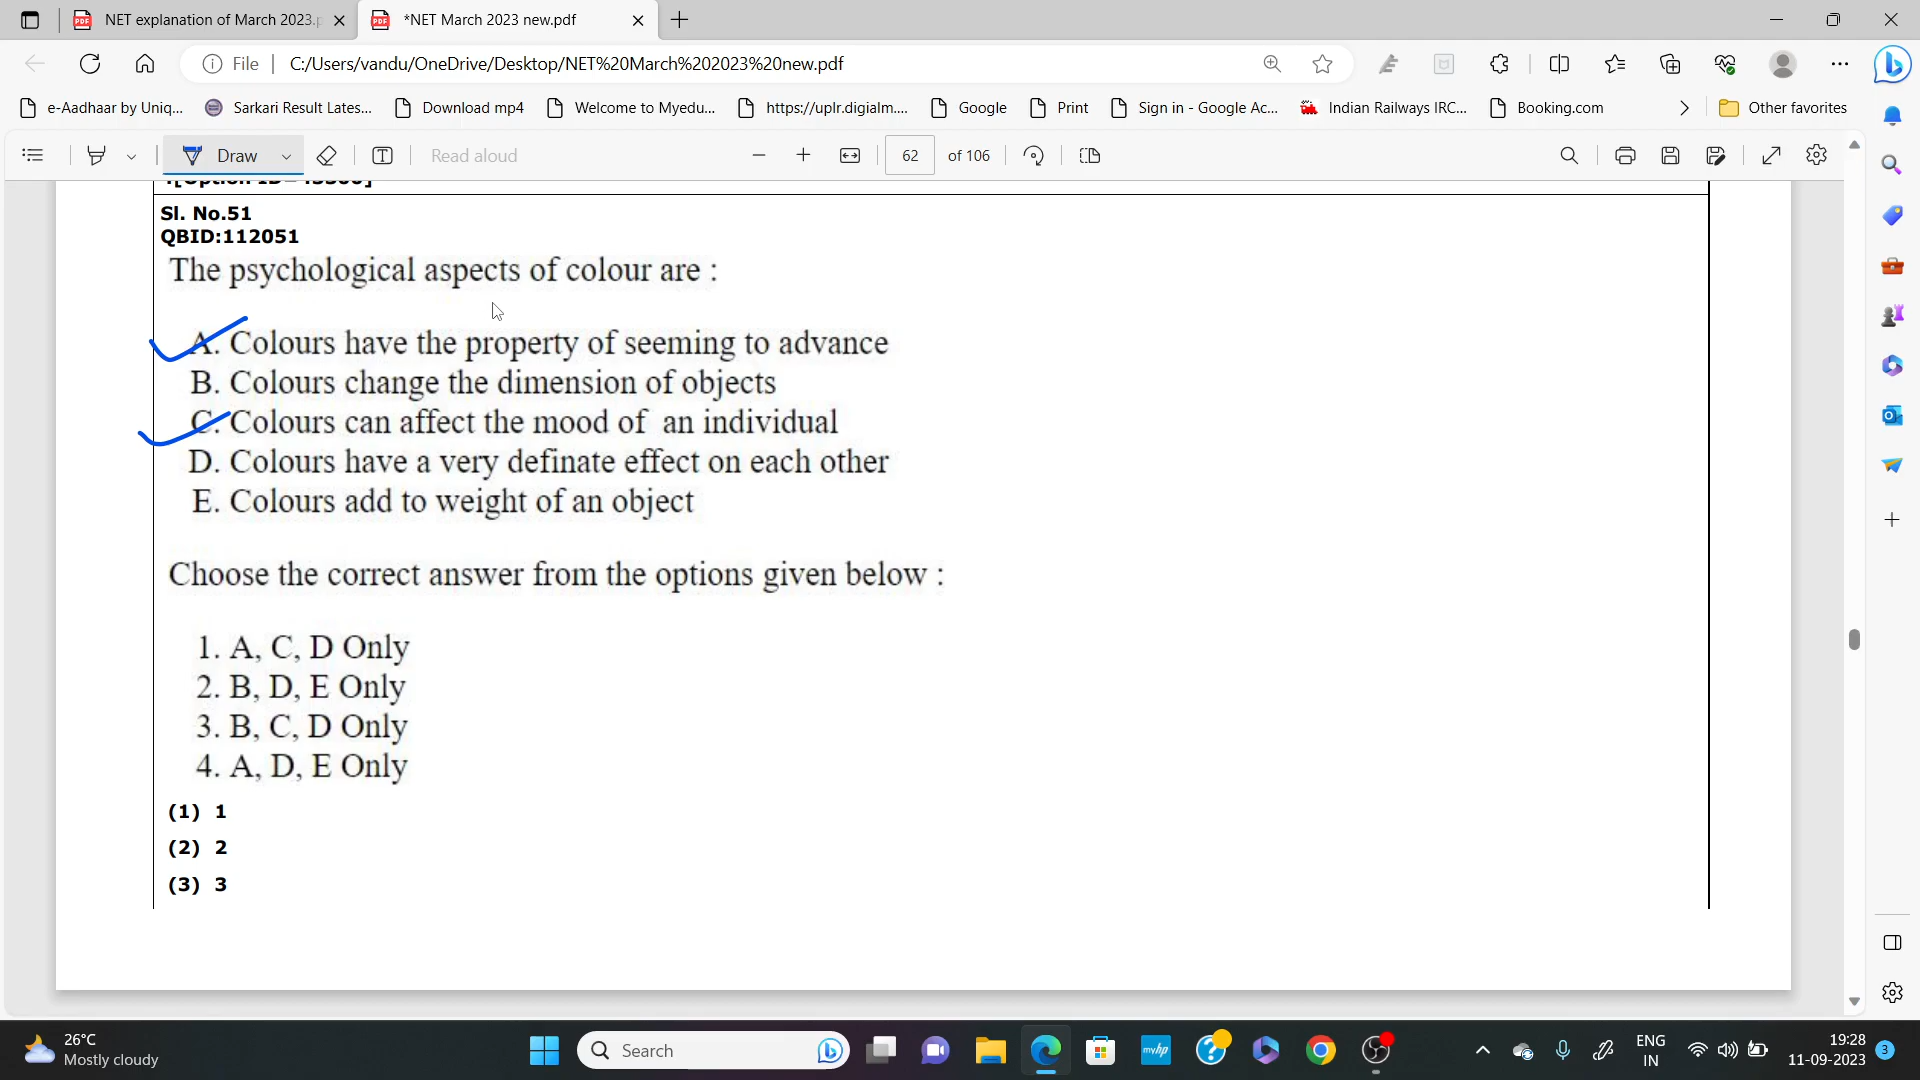 NET explanation of March 2023.p
*NET March 2023 new.pdf
File
C:/Users/vandu/OneDrive/Desktop/NET%20March%202023%20new.pdf
e-Aadhaar by Uniq...
Sarkari Result Lates...
Download mp4
Welcome to Myedu...
https://uplr.digialm....
Google
Print
Sign in - Google Ac...
Indian Railways IRC...
Booking.com
Other favorites
Draw
Read aloud
62
of 106
Sl. No.51
QBID:112051
The psychological aspects of colour are :
A. Colours have the property of seeming to advance
B. Colours change the dimension of objects
C. Colours can affect the mood of an individual
D. Colours have a very definate effect on each other
E. Colours add to weight of an object
Choose the correct answer from the options given below :
1. A, C, D Only
2. B, D, E Only
3. B, C, D Only
4. A, D, E Only
(1) 1
(2) 2
(3) 3
26°C
Mostly cloudy
Search
myhp
ENG
IN
19:28
11-09-2023
3